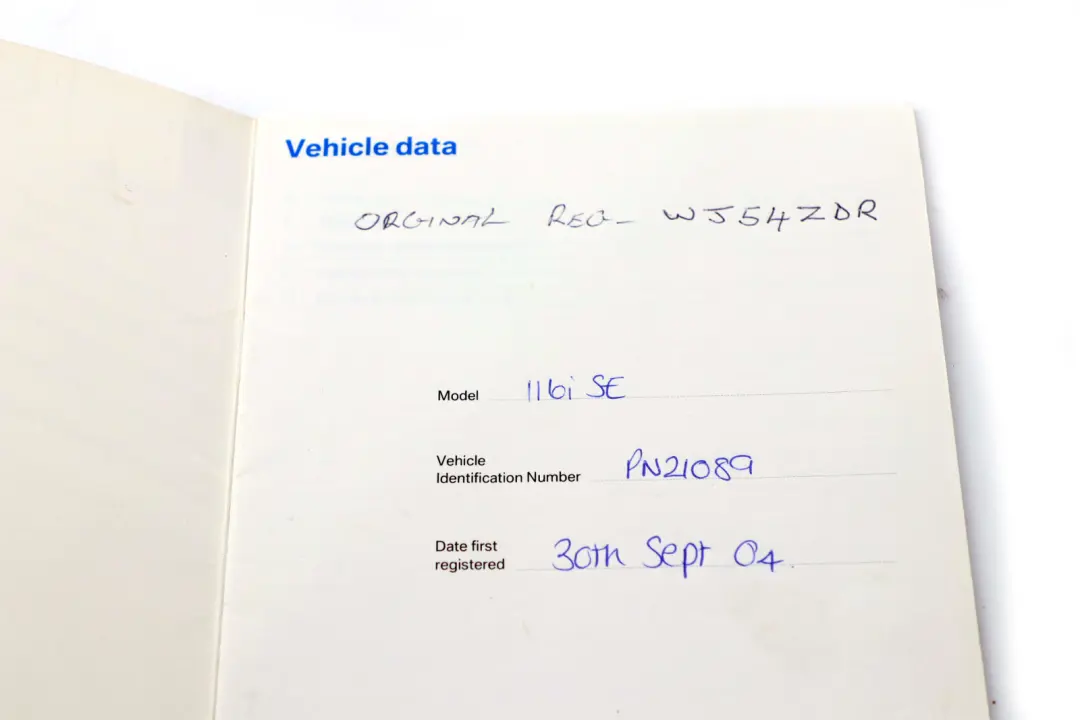 Vehicle data
ORGINAL REG- WJ54ZDR
Model 116i SE
Vehicle
Identification Number PN21089
Date first
registered 30th Sept 04.